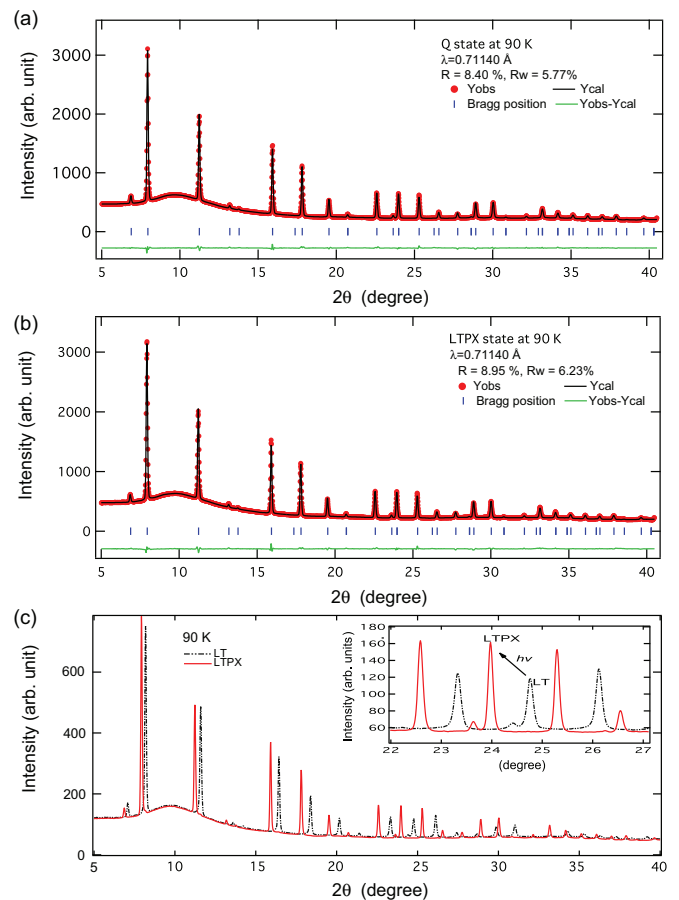 (a)
Q state at 90 K
λ=0.71140 Å
R = 8.40 %, Rw = 5.77%
Yobs
Ycal
Bragg position
Yobs-Ycal
Intensity (arb. unit)
3000
2000
1000
0
5
10
15
20
25
30
35
40
2θ (degree)
(b)
LTPX state at 90 K
λ=0.71140 Å
R = 8.95 %, Rw = 6.23%
Yobs
Ycal
Bragg position
Yobs-Ycal
Intensity (arb. unit)
3000
2000
1000
0
5
10
15
20
25
30
35
40
2θ (degree)
(c)
90 K
LT
LTPX
Intensity (arb. unit)
600
400
200
0
5
10
15
20
25
30
35
40
2θ (degree)
Intensity (arb. units)
180
160
140
120
100
80
60
LTPX
hν
LT
22
23
24
25
26
27
(degree)